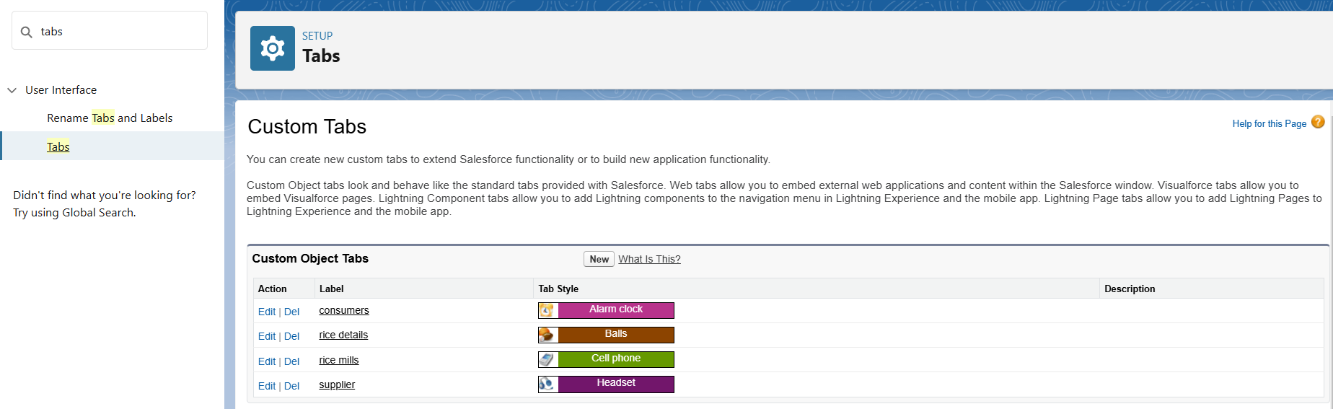 tabs
User Interface
Rename Tabs and Labels
Tabs
Didn't find what you're looking for?
Try using Global Search.
SETUP
Tabs
Custom Tabs
Help for this Page ?
You can create new custom tabs to extend Salesforce functionality or to build new application functionality.
Custom Object tabs look and behave like the standard tabs provided with Salesforce. Web tabs allow you to embed external web applications and content within the Salesforce window. Visualforce tabs allow you to
embed Visualforce pages. Lightning Component tabs allow you to add Lightning components to the navigation menu in Lightning Experience and the mobile app. Lightning Page tabs allow you to add Lightning Pages to
Lightning Experience and the mobile app.
Custom Object Tabs New What Is This?
Action Label Tab Style Description
Edit | Del consumers Alarm clock
Edit | Del rice details Balls
Edit | Del rice mills Cell phone
Edit | Del supplier Headset